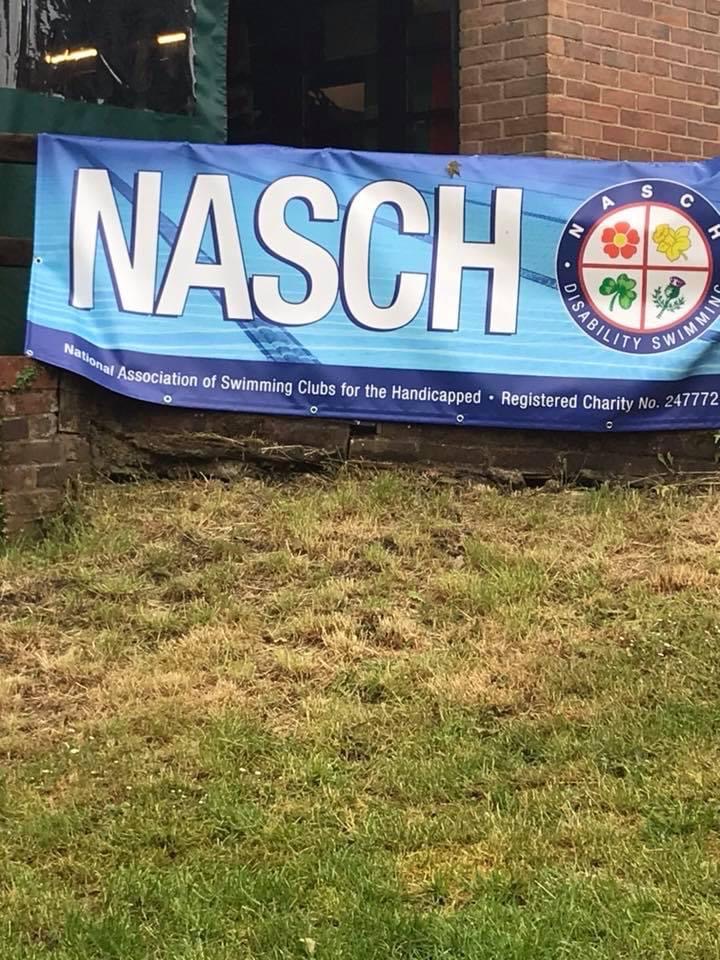 NASCH
NASCH
• DISABILITY SWIMMING
National Association of Swimming Clubs for the Handicapped • Registered Charity No. 247772